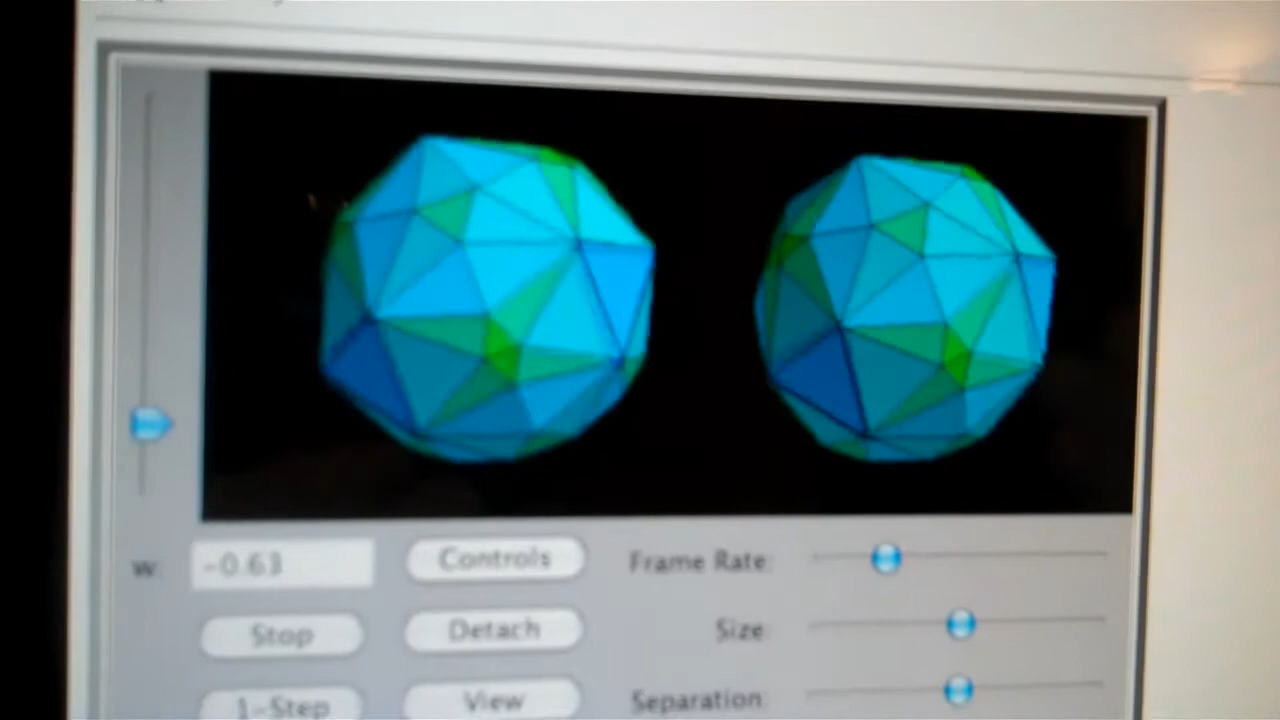 w: -0.63 Controls Frame Rate:
Stop Detach Size:
1-Step View Separation: